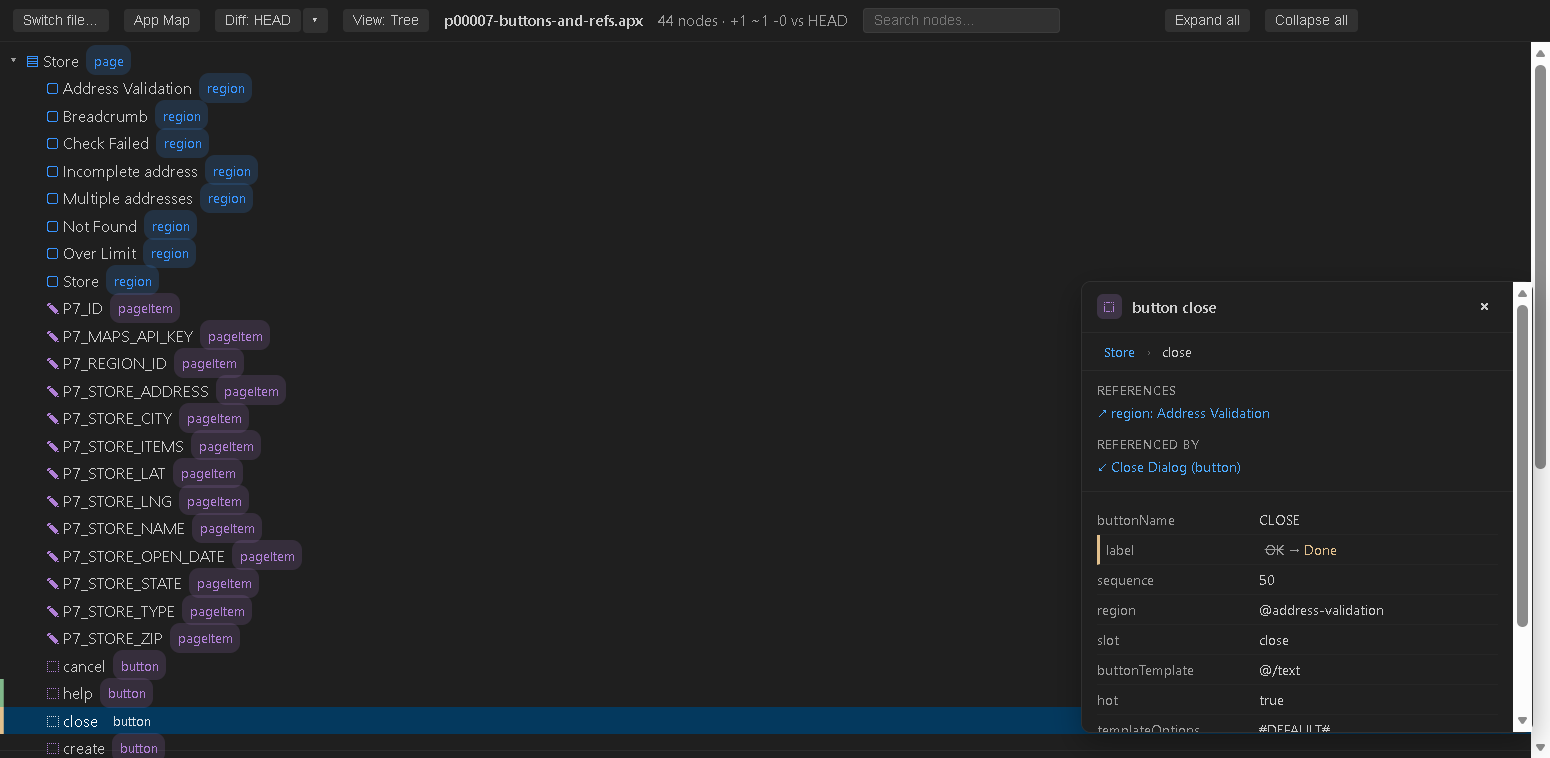 Switch file... App Map Diff: HEAD ▾ View: Tree p00007-buttons-and-refs.apx 44 nodes · +1 ~1 -0 vs HEAD Search nodes... Expand all Collapse all
Store page
Address Validation region
Breadcrumb region
Check Failed region
Incomplete address region
Multiple addresses region
Not Found region
Over Limit region
Store region
P7_ID pageItem
P7_MAPS_API_KEY pageItem
P7_REGION_ID pageItem
P7_STORE_ADDRESS pageItem
P7_STORE_CITY pageItem
P7_STORE_ITEMS pageItem
P7_STORE_LAT pageItem
P7_STORE_LNG pageItem
P7_STORE_NAME pageItem
P7_STORE_OPEN_DATE pageItem
P7_STORE_STATE pageItem
P7_STORE_TYPE pageItem
P7_STORE_ZIP pageItem
cancel button
help button
close button
create button
button close ×
Store › close
REFERENCES
↗ region: Address Validation
REFERENCED BY
↙ Close Dialog (button)
buttonName CLOSE
label OK → Done
sequence 50
region @address-validation
slot close
buttonTemplate @/text
hot true
templateOptions #DEFAULT#